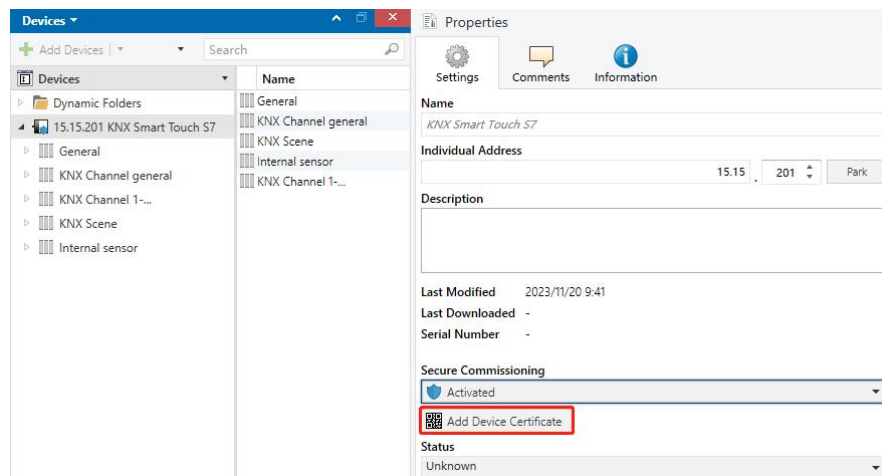 Devices
Add Devices
Search
Devices
Dynamic Folders
15.15.201 KNX Smart Touch S7
General
KNX Channel general
KNX Channel 1-...
KNX Scene
Internal sensor
Name
General
KNX Channel general
KNX Scene
Internal sensor
KNX Channel 1-...
Properties
Settings
Comments
Information
Name
KNX Smart Touch S7
Individual Address
15.15 . 201 Park
Description
Last Modified 2023/11/20 9:41
Last Downloaded -
Serial Number -
Secure Commissioning
Activated
Add Device Certificate
Status
Unknown